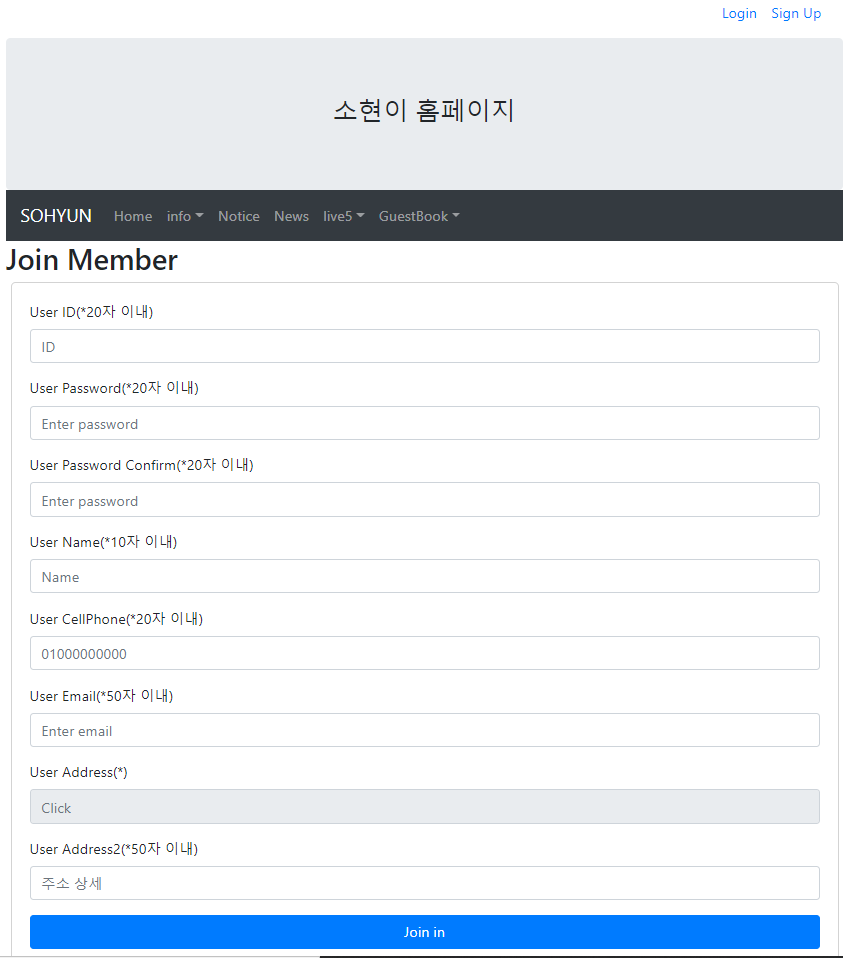 Login Sign Up
소현이 홈페이지
SOHYUN Home info Notice News live5 GuestBook
Join Member
User ID(*20자 이내)
ID
User Password(*20자 이내)
Enter password
User Password Confirm(*20자 이내)
Enter password
User Name(*10자 이내)
Name
User CellPhone(*20자 이내)
01000000000
User Email(*50자 이내)
Enter email
User Address(*)
Click
User Address2(*50자 이내)
주소 상세
Join in